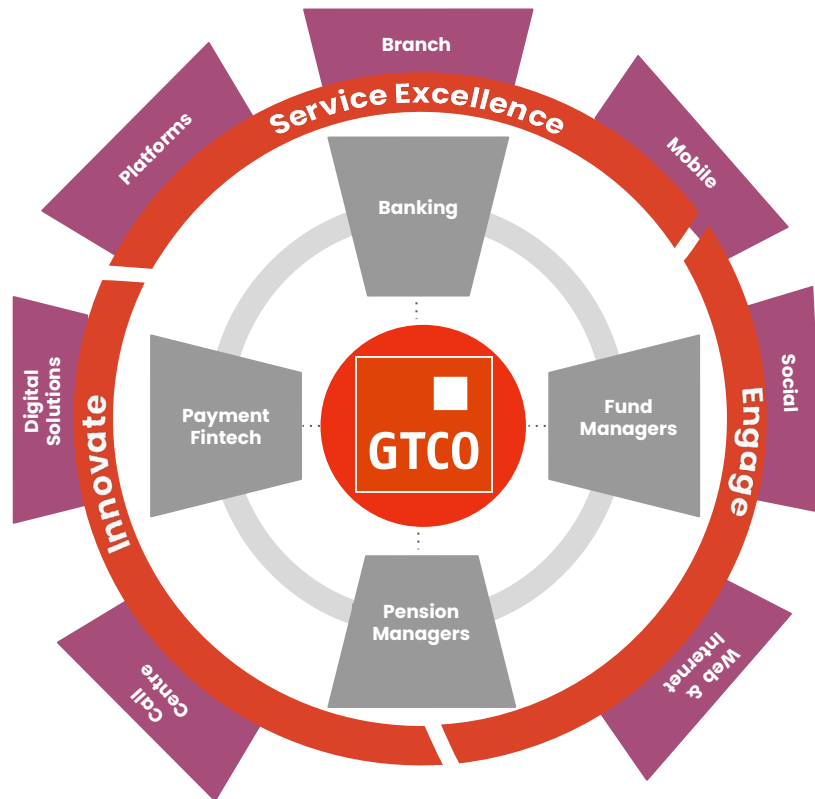 Branch
Service Excellence
Platforms
Mobile
Banking
Digital
Solutions
Social
Innovate
Payment
Fintech
GTCO
Fund
Managers
Engage
Pension
Managers
Call
Centre
Web &
Internet